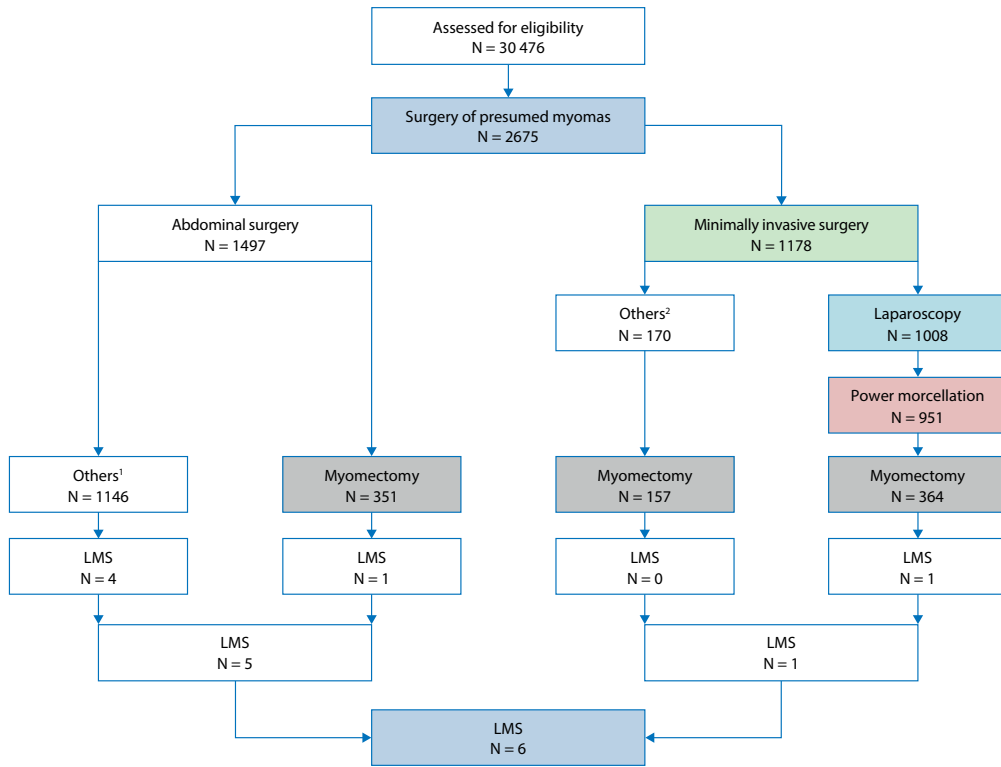 Assessed for eligibility
N = 30 476
Surgery of presumed myomas
N = 2675
Abdominal surgery
N = 1497
Minimally invasive surgery
N = 1178
Others²
N = 170
Laparoscopy
N = 1008
Power morcellation
N = 951
Others¹
N = 1146
Myomectomy
N = 351
Myomectomy
N = 157
Myomectomy
N = 364
LMS
N = 4
LMS
N = 1
LMS
N = 0
LMS
N = 1
LMS
N = 5
LMS
N = 1
LMS
N = 6